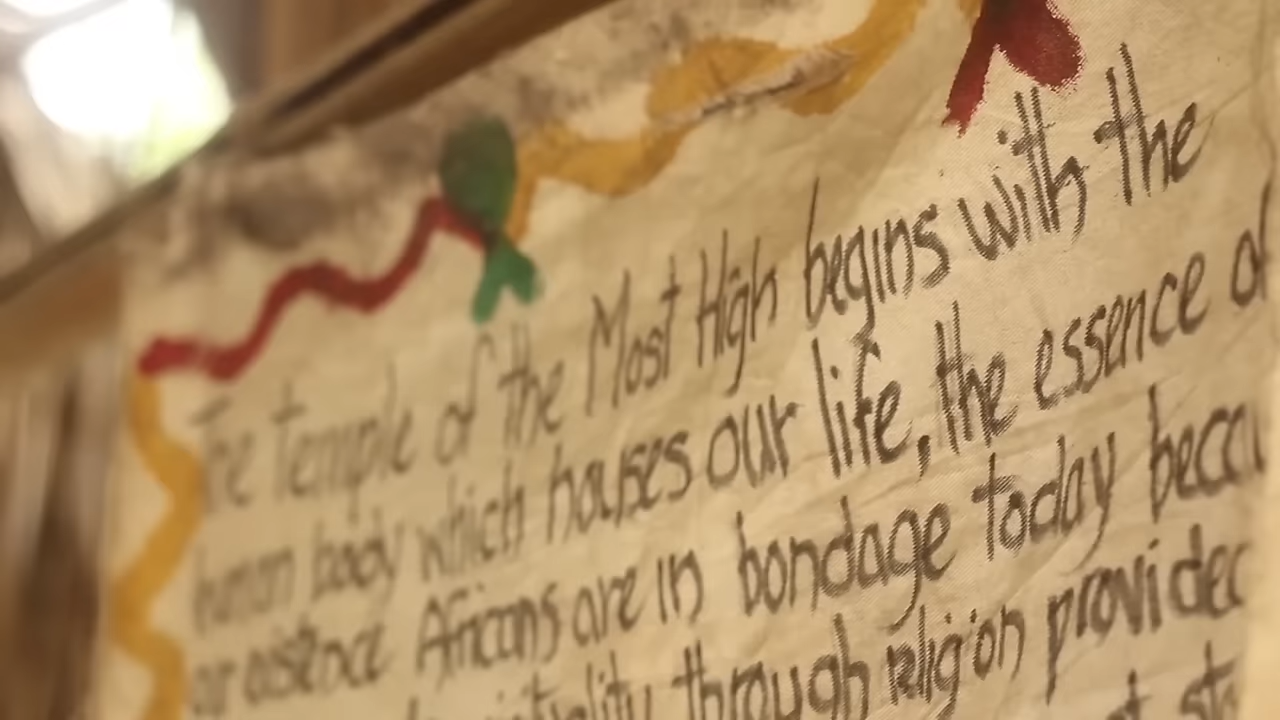 The Temple of the Most High begins with the
human body which houses our life, the essence of
our existence Africans are in bondage today
through religion provided